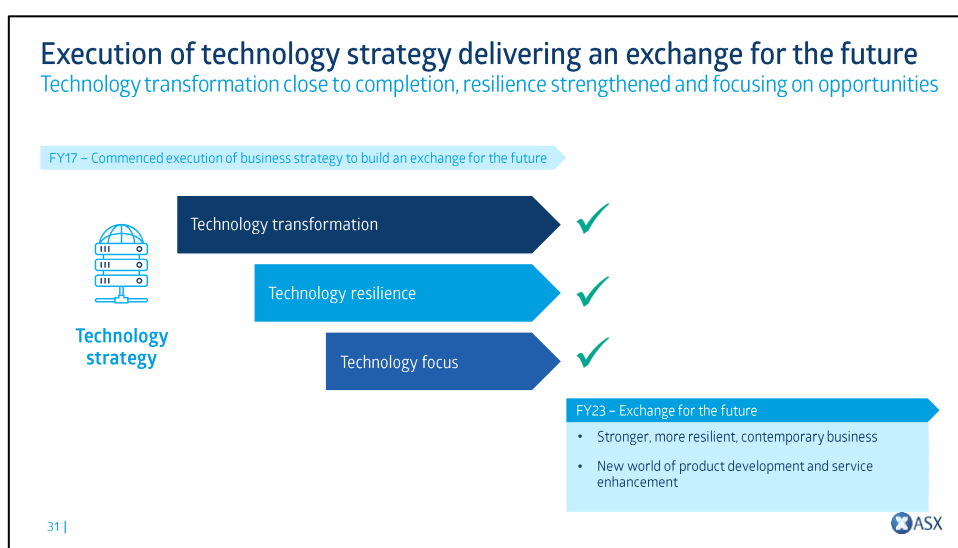 Execution of technology strategy delivering an exchange for the future
Technology transformation close to completion, resilience strengthened and focusing on opportunities
FY17 – Commenced execution of business strategy to build an exchange for the future
Technology transformation
Technology resilience
Technology
strategy
Technology focus
FY23 – Exchange for the future
• Stronger, more resilient, contemporary business
• New world of product development and service
enhancement
31 |
ASX